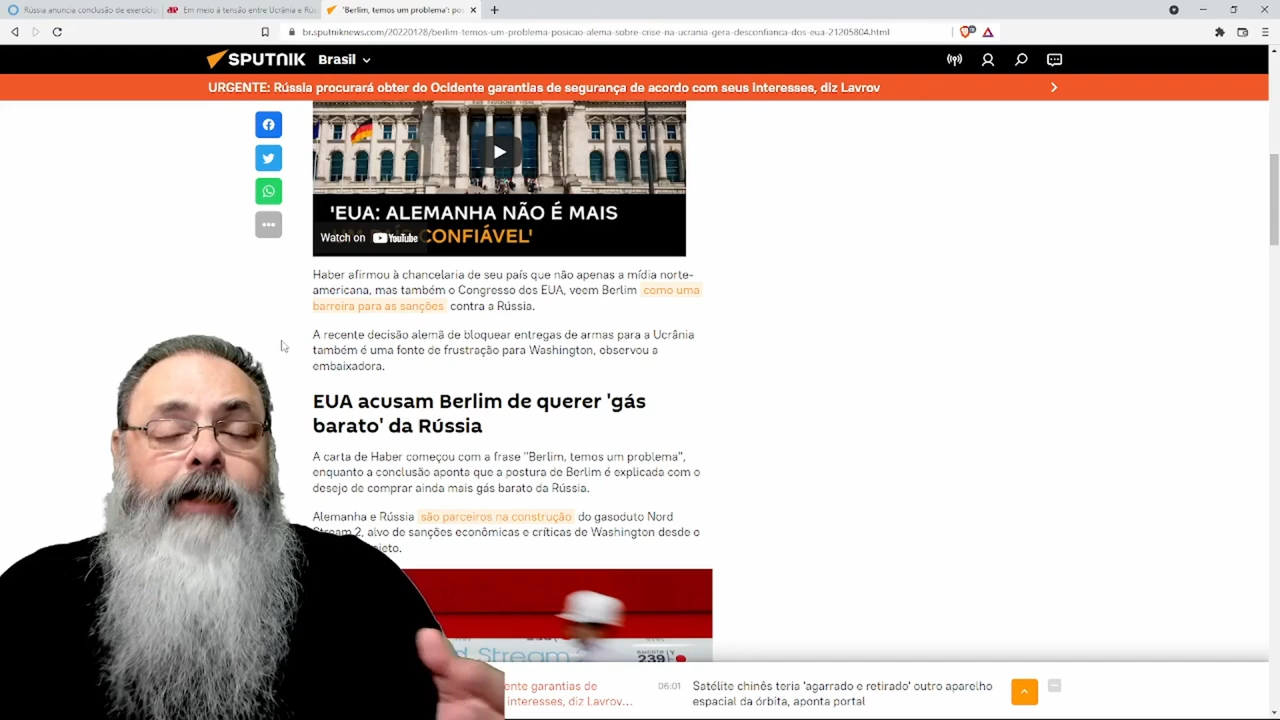 Rússia anuncia conclusão de exercício
Em meio à tensão entre Ucrânia e Rús
'Berlim, temos um problema': pos
br.sputniknews.com/20220128/berlim-temos-um-problema-posicao-alema-sobre-crise-na-ucrania-gera-desconfianca-dos-eua-21205804.html
SPUTNIK Brasil
URGENTE: Rússia procurará obter do Ocidente garantias de segurança de acordo com seus interesses, diz Lavrov
'EUA: ALEMANHA NÃO É MAIS
CONFIÁVEL'
Watch on YouTube
Haber afirmou à chancelaria de seu país que não apenas a mídia norte-
americana, mas também o Congresso dos EUA, veem Berlim como uma
barreira para as sanções contra a Rússia.
A recente decisão alemã de bloquear entregas de armas para a Ucrânia
também é uma fonte de frustração para Washington, observou a
embaixadora.
EUA acusam Berlim de querer 'gás
barato' da Rússia
A carta de Haber começou com a frase "Berlim, temos um problema",
enquanto a conclusão aponta que a postura de Berlim é explicada com o
desejo de comprar ainda mais gás barato da Rússia.
Alemanha e Rússia são parceiros na construção do gasoduto Nord
Stream 2, alvo de sanções econômicas e críticas de Washington desde o
jeto.
d Stream
239
ente garantias de
interesses, diz Lavrov...
06:01
Satélite chinês teria 'agarrado e retirado' outro aparelho
espacial da órbita, aponta portal